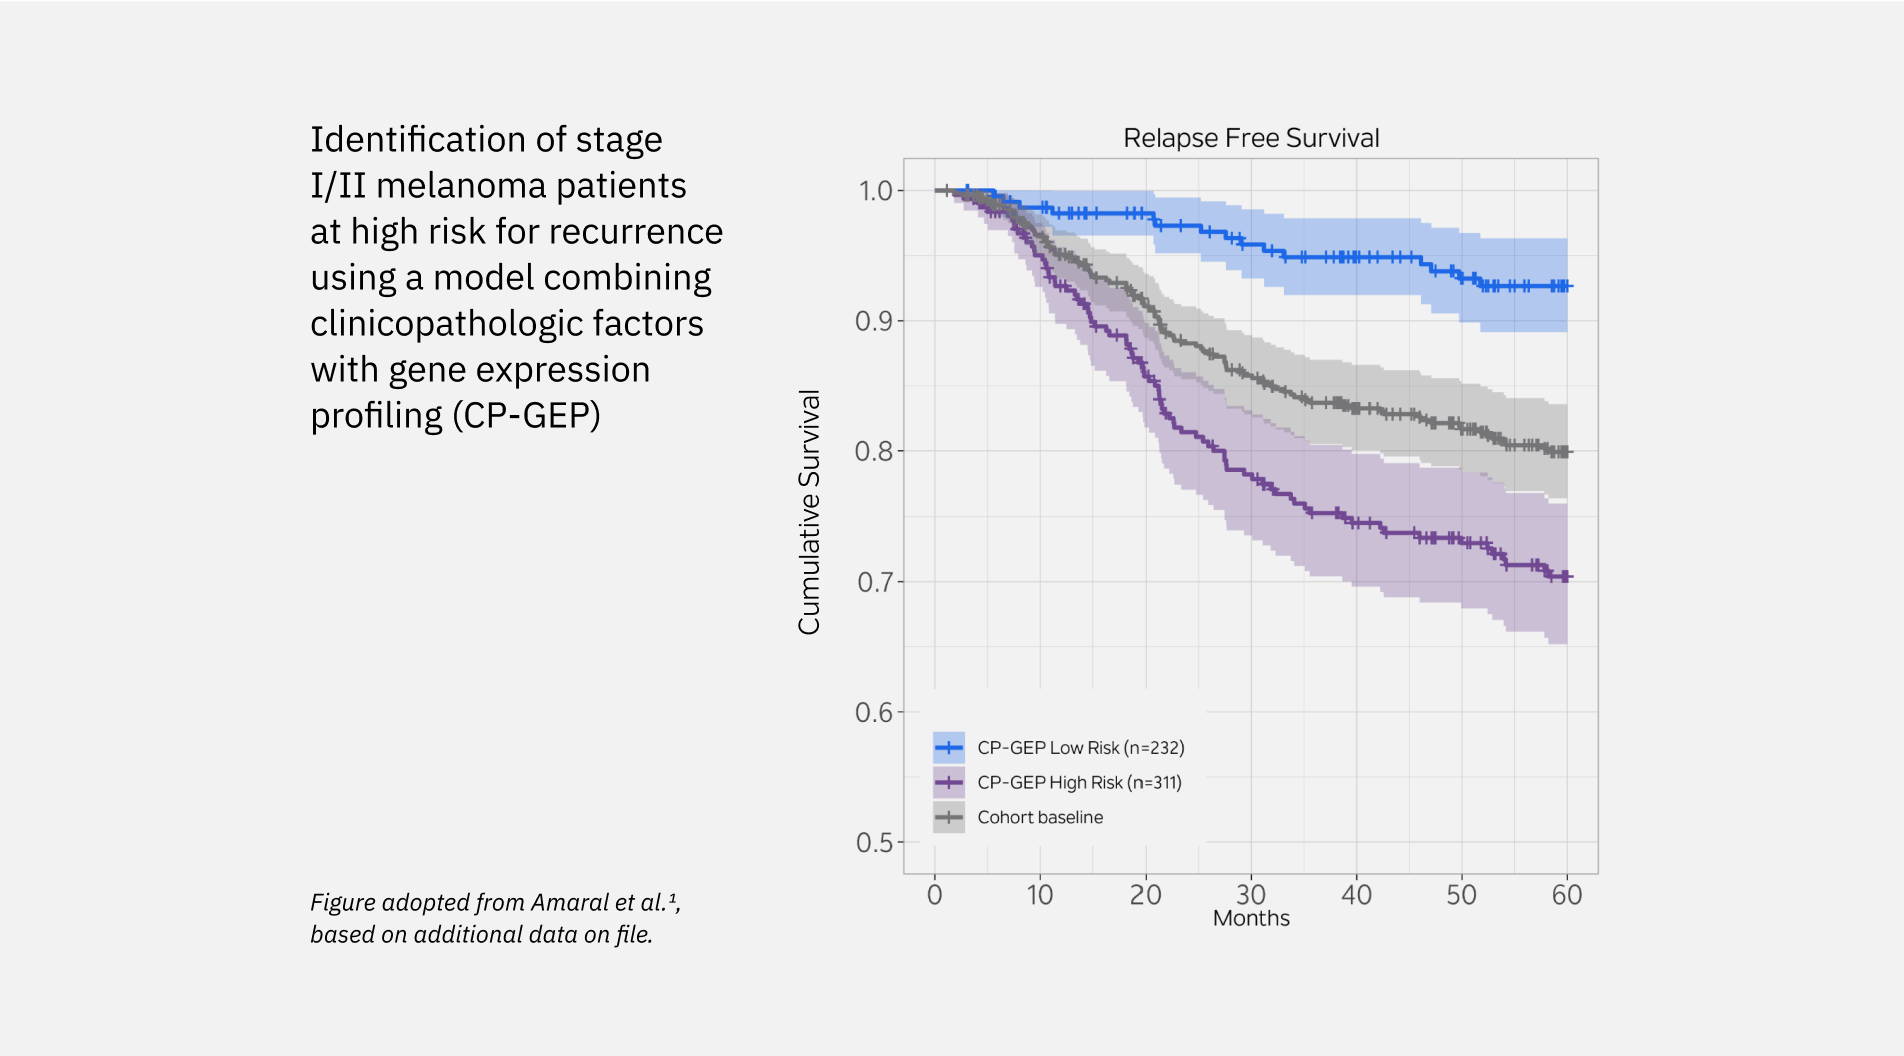 Identification of stage
I/II melanoma patients
at high risk for recurrence
using a model combining
clinicopathologic factors
with gene expression
profiling (CP-GEP)
Figure adopted from Amaral et al.¹,
based on additional data on file.
Relapse Free Survival
Cumulative Survival
1.0
0.9
0.8
0.7
0.6
0.5
CP-GEP Low Risk (n=232)
CP-GEP High Risk (n=311)
Cohort baseline
0 10 20 30 40 50 60
Months